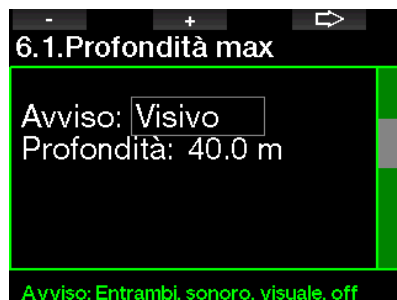 - +
6.1.Profondità max
Avviso: Visivo
Profondità: 40.0 m
Avviso: Entrambi, sonoro, visuale, off